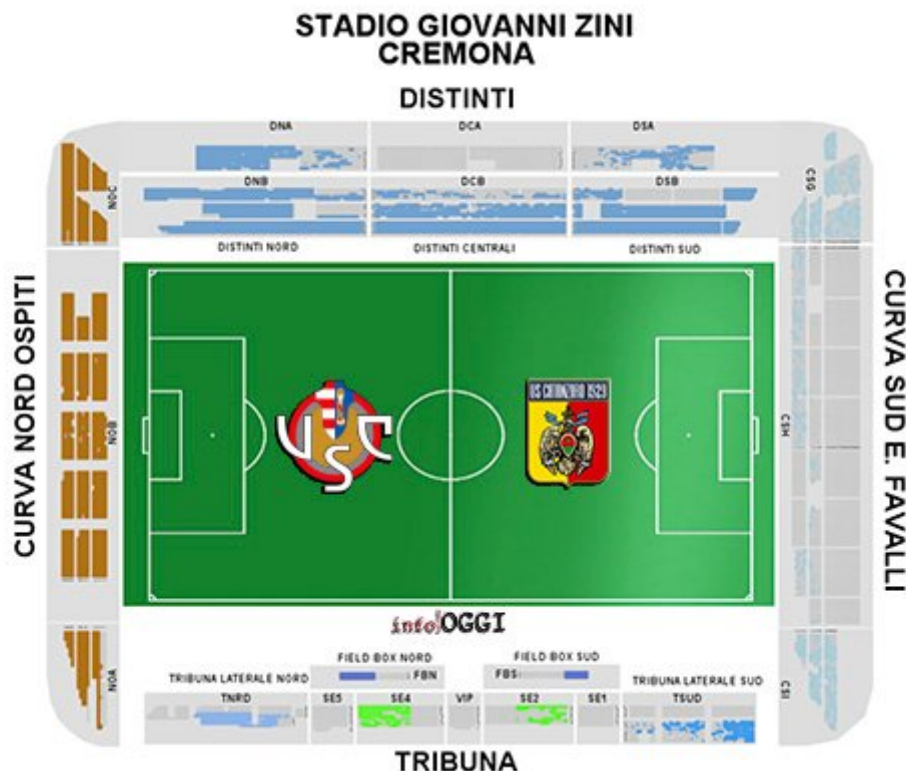 STADIO GIOVANNI ZINI
CREMONA
DISTINTI
DNA
DCA
DSA
DNB
DCB
DSB
DISTINTI NORD
DISTINTI CENTRALI
DISTINTI SUD
NOC
CSG
CURVA NORD OSPITI
NOB
USC
US CATANZARO 1929
CSM
CURVA SUD E. FAVALLI
infoOGGI
NOA
CSI
FIELD BOX NORD
FIELD BOX SUD
FBN
FBS
TRIBUNA LATERALE NORD
TRIBUNA LATERALE SUD
TNRD
SE5
SE4
VIP
SE2
SE1
TSUD
TRIBUNA